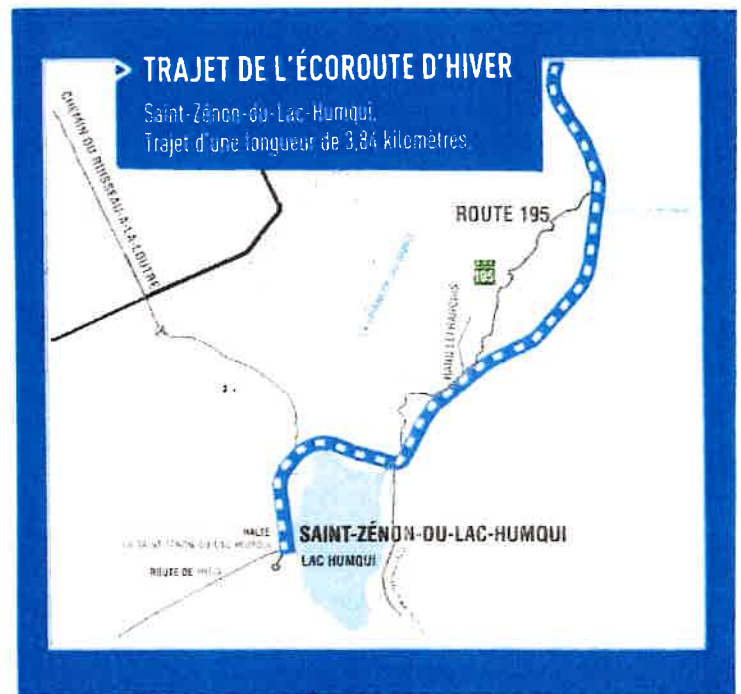 TRAJET DE L'ÉCOROUTE D'HIVER
Saint-Zénon-du-Lac-Humqui.
Trajet d'une longueur de 3,84 kilomètres.
CHEMIN DU RUISSEAU-À-LA-LOUTRE
ROUTE 195
195
HALTE
SAINT-ZÉNON-DU-LAC-HUMQUI
LAC HUMQUI
ROUTE DE